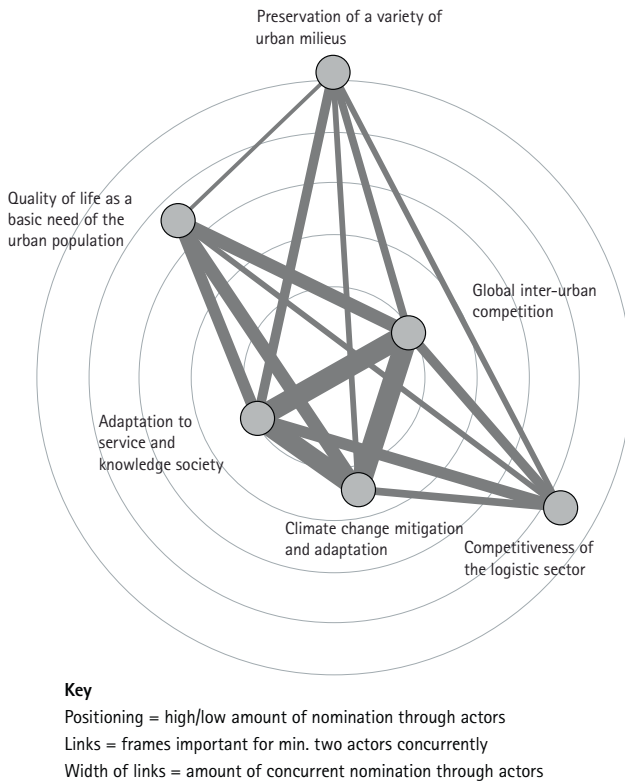 Preservation of a variety of
urban milieus
Quality of life as a
basic need of the
urban population
Global inter-urban
competition
Adaptation to
service and
knowledge society
Climate change mitigation
and adaptation
Competitiveness of
the logistic sector
Key
Positioning = high/low amount of nomination through actors
Links = frames important for min. two actors concurrently
Width of links = amount of concurrent nomination through actors